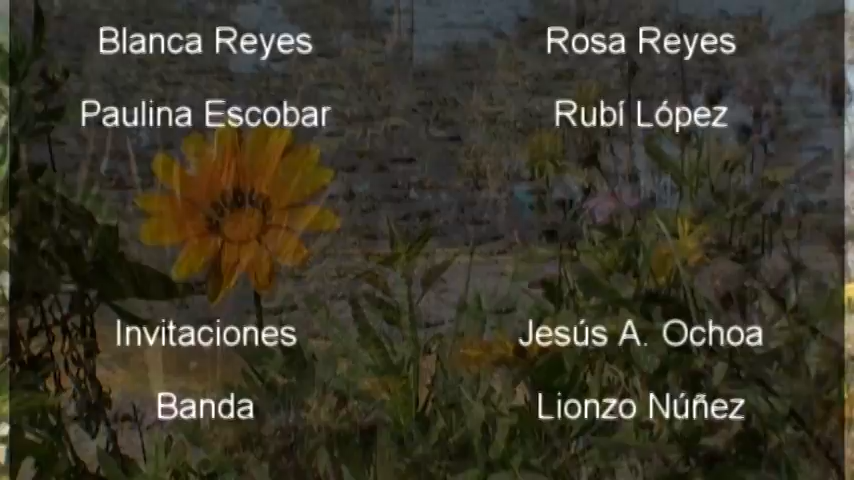 Blanca Reyes Rosa Reyes
Paulina Escobar Rubí López
Invitaciones Jesús A. Ochoa
Banda Lionzo Núñez